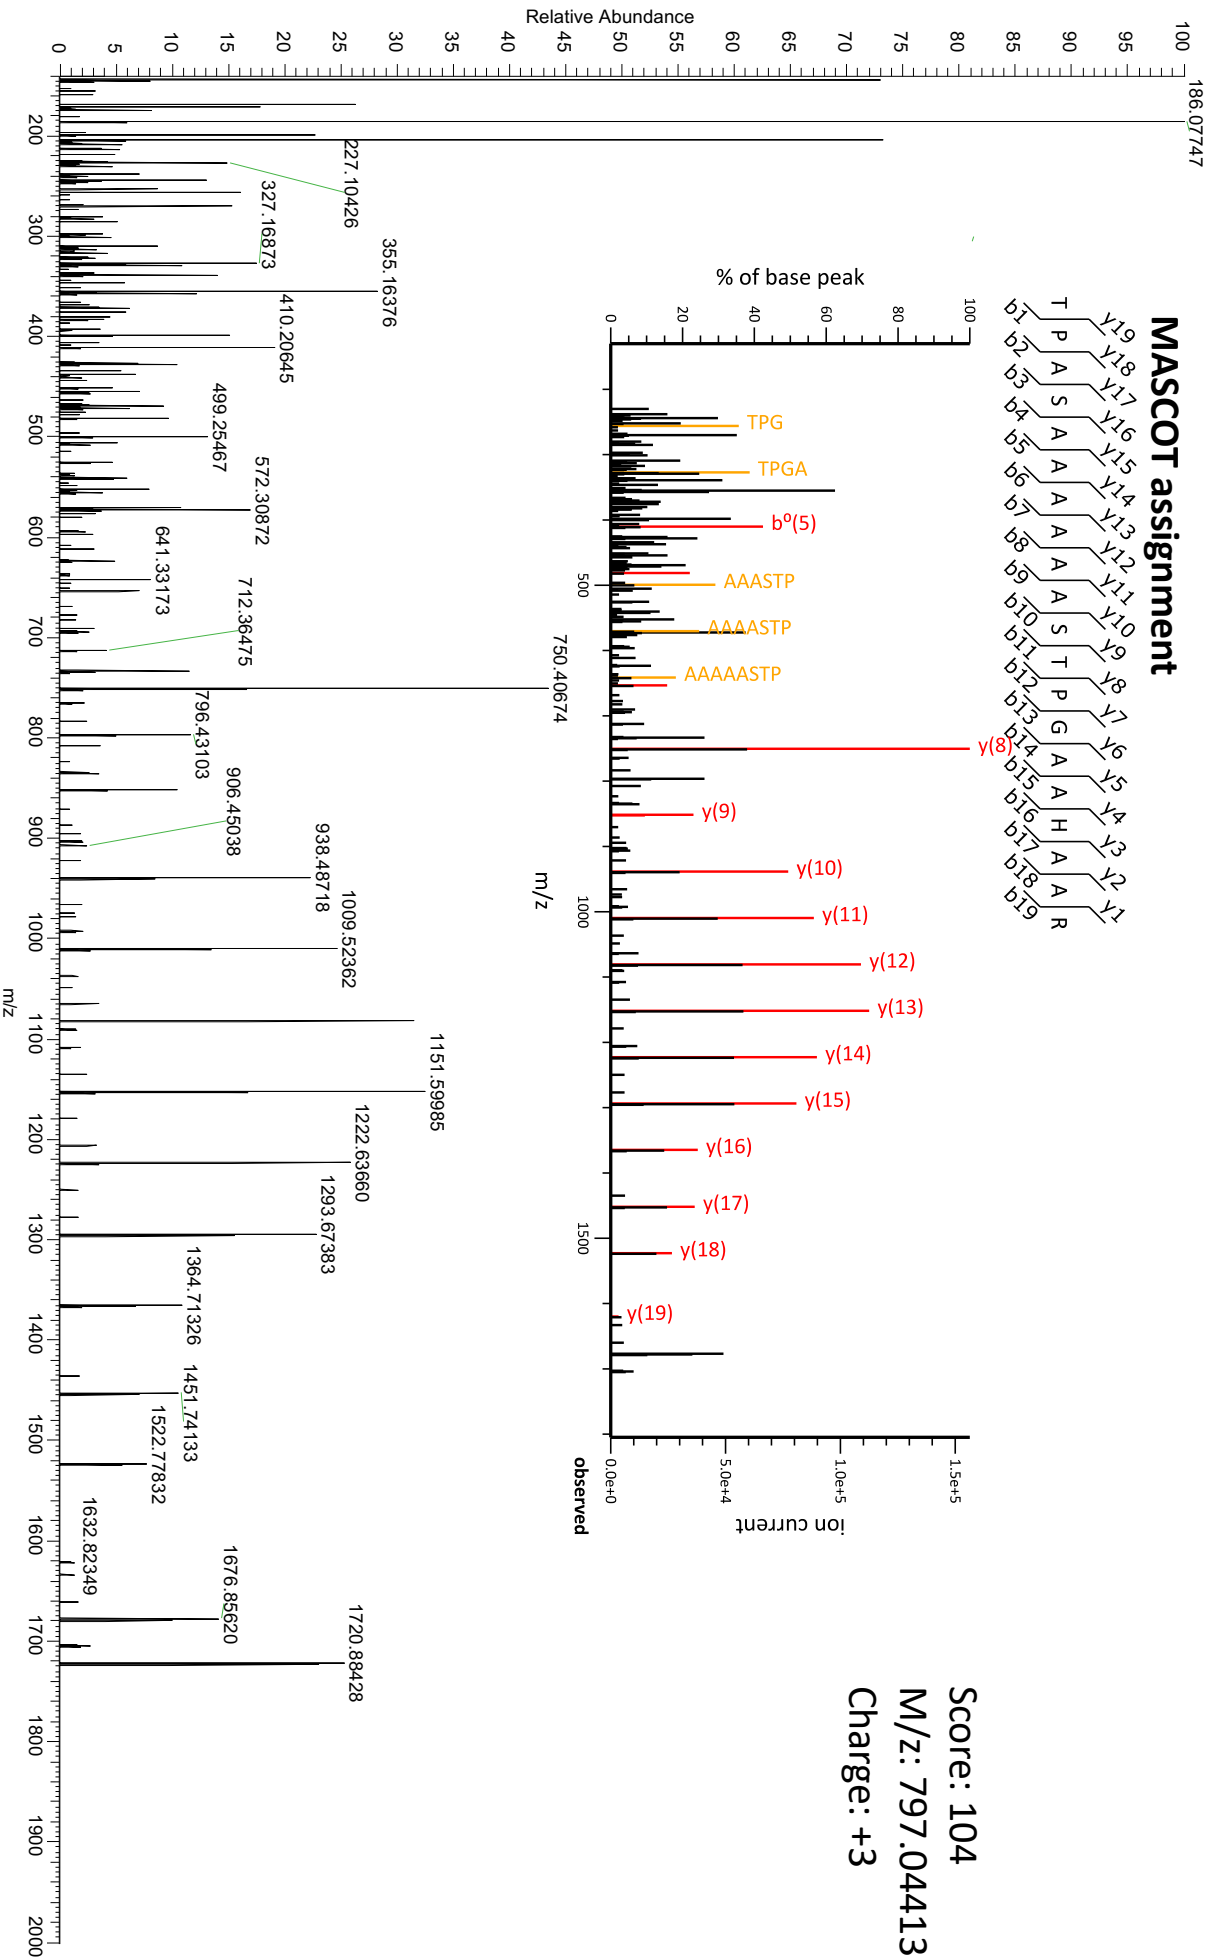 MASCOT assignment
y19 y18 y17 y16 y15 y14 y13 y12 y11 y10 y9 y8 y7 y6 y5 y4 y3 y2 y1
T P A S A A A A A A S T P G A A H A A R
b1 b2 b3 b4 b5 b6 b7 b8 b9 b10 b11 b12 b13 b14 b15 b16 b17 b18 b19
Score: 104
M/z: 797.04413
Charge: +3
% of base peak
100
80
60
40
20
0
TPG
TPGA
b⁰(5)
AAASTP
AAAASTP
AAAAASTP
y(8)
y(9)
y(10)
y(11)
y(12)
y(13)
y(14)
y(15)
y(16)
y(17)
y(18)
y(19)
500 1000 1500
m/z
1.5e+5
1.0e+5
5.0e+4
0.0e+0
ion current
observed
Relative Abundance
100
95
90
85
80
75
70
65
60
55
50
45
40
35
30
25
20
15
10
5
0
186.07747
227.10426
327.16873
355.16376
410.20645
499.25467
572.30872
641.33173
712.36475
750.40674
796.43103
906.45038
938.48718
1009.52362
1151.59985
1222.63660
1293.67383
1364.71326
1451.74133
1522.77832
1632.82349
1676.85620
1720.88428
200 300 400 500 600 700 800 900 1000 1100 1200 1300 1400 1500 1600 1700 1800 1900 2000
m/z